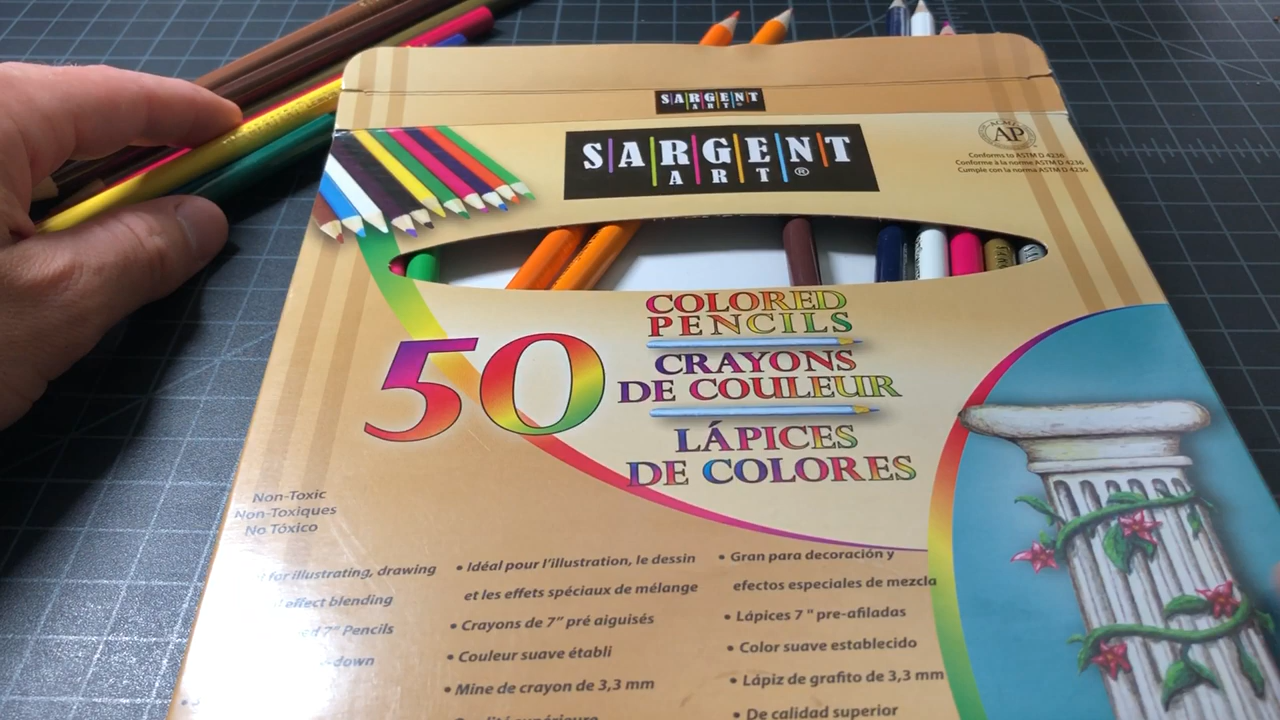 SARGENT
ART®
SARGENT
ART®
AP
Conforms to ASTM D 4236
Conforme à la norme ASTM D 4236
Cumple con la norma ASTM D 4236
50
COLORED
PENCILS
CRAYONS
DE COULEUR
LÁPICES
DE COLORES
Non-Toxic
Non-Toxiques
No Tóxico
for illustrating, drawing
effect blending
7" Pencils
-down
• Idéal pour l'illustration, le dessin
et les effets spéciaux de mélange
• Crayons de 7" pré aiguisés
• Couleur suave établi
• Mine de crayon de 3,3 mm
• Gran para decoración y
efectos especiales de mezcla
• Lápices 7" pre-afiladas
• Color suave establecido
• Lápiz de grafito de 3,3 mm
• De calidad superior